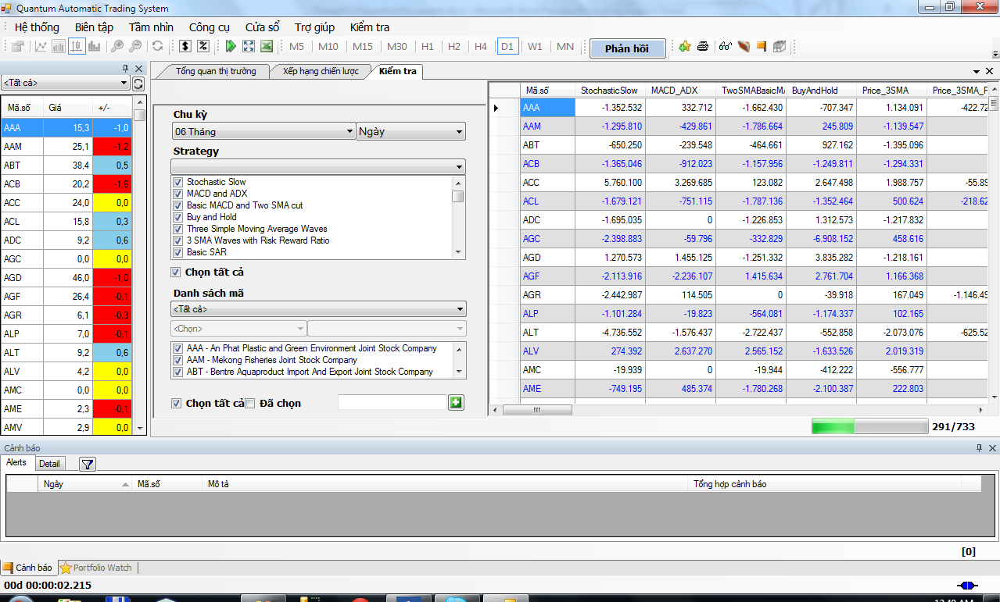 Quantum Automatic Trading System
Hệ thống Biên tập Tầm nhìn Công cụ Cửa sổ Trợ giúp Kiểm tra
$ % M5 M10 M15 M30 H1 H2 H4 D1 W1 MN Phản hồi
<Tất cả>
Mã.số Giá +/-
AAA 15,3 -1,0
AAM 25,1 -1,2
ABT 38,4 0,5
ACB 20,2 -1,6
ACC 24,0 0,0
ACL 15,8 0,3
ADC 9,2 0,6
AGC 0,0 0,0
AGD 46,0 -1,0
AGF 26,4 -0,1
AGR 6,1 -0,3
ALP 7,0 -0,1
ALT 9,2 0,6
ALV 4,2 0,0
AMC 0,0 0,0
AME 2,3 -0,1
AMV 2,9 0,0
Tổng quan thị trường Xếp hạng chiến lược Kiểm tra
Chu kỳ
06 Tháng Ngày
Strategy
Stochastic Slow
MACD and ADX
Basic MACD and Two SMA cut
Buy and Hold
Three Simple Moving Average Waves
3 SMA Waves with Risk Reward Ratio
Basic SAR
Chọn tất cả
Danh sách mã
<Tất cả>
<Chọn>
AAA - An Phat Plastic and Green Environment Joint Stock Company
AAM - Mekong Fisheries Joint Stock Company
ABT - Bentre Aquaproduct Import And Export Joint Stock Company
Chọn tất cả Đã chọn
Mã.số StochasticSlow MACD_ADX TwoSMABasicMA BuyAndHold Price_3SMA Price_3SMA_F
AAA -1.352.532 332.712 -1.662.430 -707.347 1.134.091 -422.72
AAM -1.295.810 -429.861 -1.786.664 245.809 -1.139.547
ABT -650.250 -239.548 -464.661 927.162 -1.395.096
ACB -1.365.046 -912.023 -1.157.956 -1.249.811 -1.294.331
ACC 5.760.100 3.269.685 123.082 2.647.498 1.988.757 -55.89
ACL -1.679.121 -751.115 -1.787.136 -1.352.464 500.624 -218.62
ADC -1.695.035 0 -1.226.853 1.312.573 -1.217.832
AGC -2.398.883 -59.796 -332.829 -6.908.152 458.616
AGD 1.270.573 1.455.125 -1.251.332 3.835.282 -1.218.161
AGF -2.113.916 -2.236.107 1.415.634 2.761.704 1.166.368
AGR -2.442.987 114.505 0 -39.918 167.049 -1.146.49
ALP -1.101.284 -19.823 -564.081 -1.174.337 102.165
ALT -4.736.552 -1.576.437 -2.722.437 -552.858 -2.073.076 -625.52
ALV 274.392 2.637.270 2.565.152 -1.633.526 2.019.319
AMC -19.939 0 -19.944 -412.222 -556.777
AME -749.195 485.374 -1.780.268 -2.100.387 222.803
291/733
Cảnh báo
Alerts Detail
Ngày Mã.số Mô tả Tổng hợp cảnh báo
[0]
Cảnh báo Portfolio Watch
00d 00:00:02.215